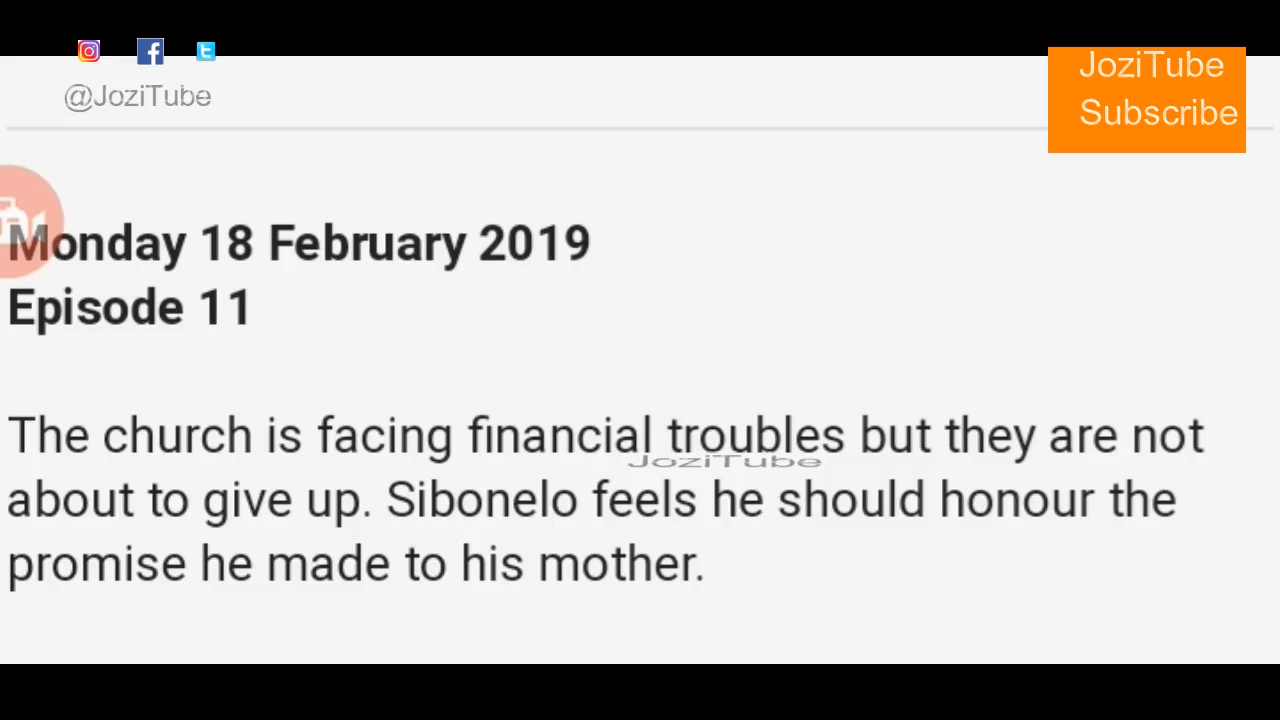 @JoziTube
JoziTube
Subscribe
Monday 18 February 2019
Episode 11
The church is facing financial troubles but they are not
JoziTube
about to give up. Sibonelo feels he should honour the
promise he made to his mother.